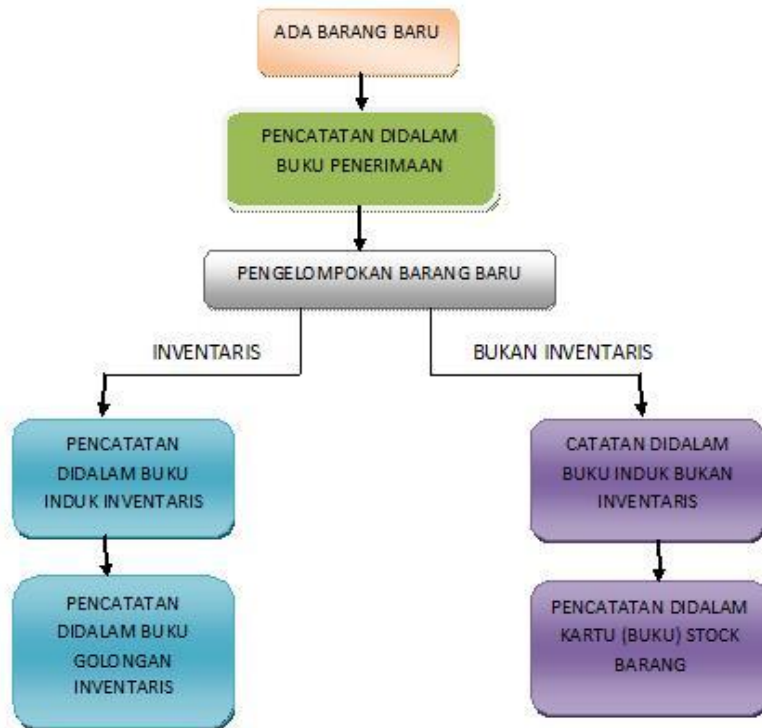 ADA BARANG BARU
PENCATATAN DIDALAM
BUKU PENERIMAAN
PENGELOMPOKAN BARANG BARU
INVENTARIS
BUKAN INVENTARIS
PENCATATAN
DIDALAM BUKU
INDUK INVENTARIS
CATATAN DIDALAM
BUKU INDUK BUKAN
INVENTARIS
PENCATATAN
DIDALAM BUKU
GOLONGAN
INVENTARIS
PENCATATAN DIDALAM
KARTU (BUKU) STOCK
BARANG